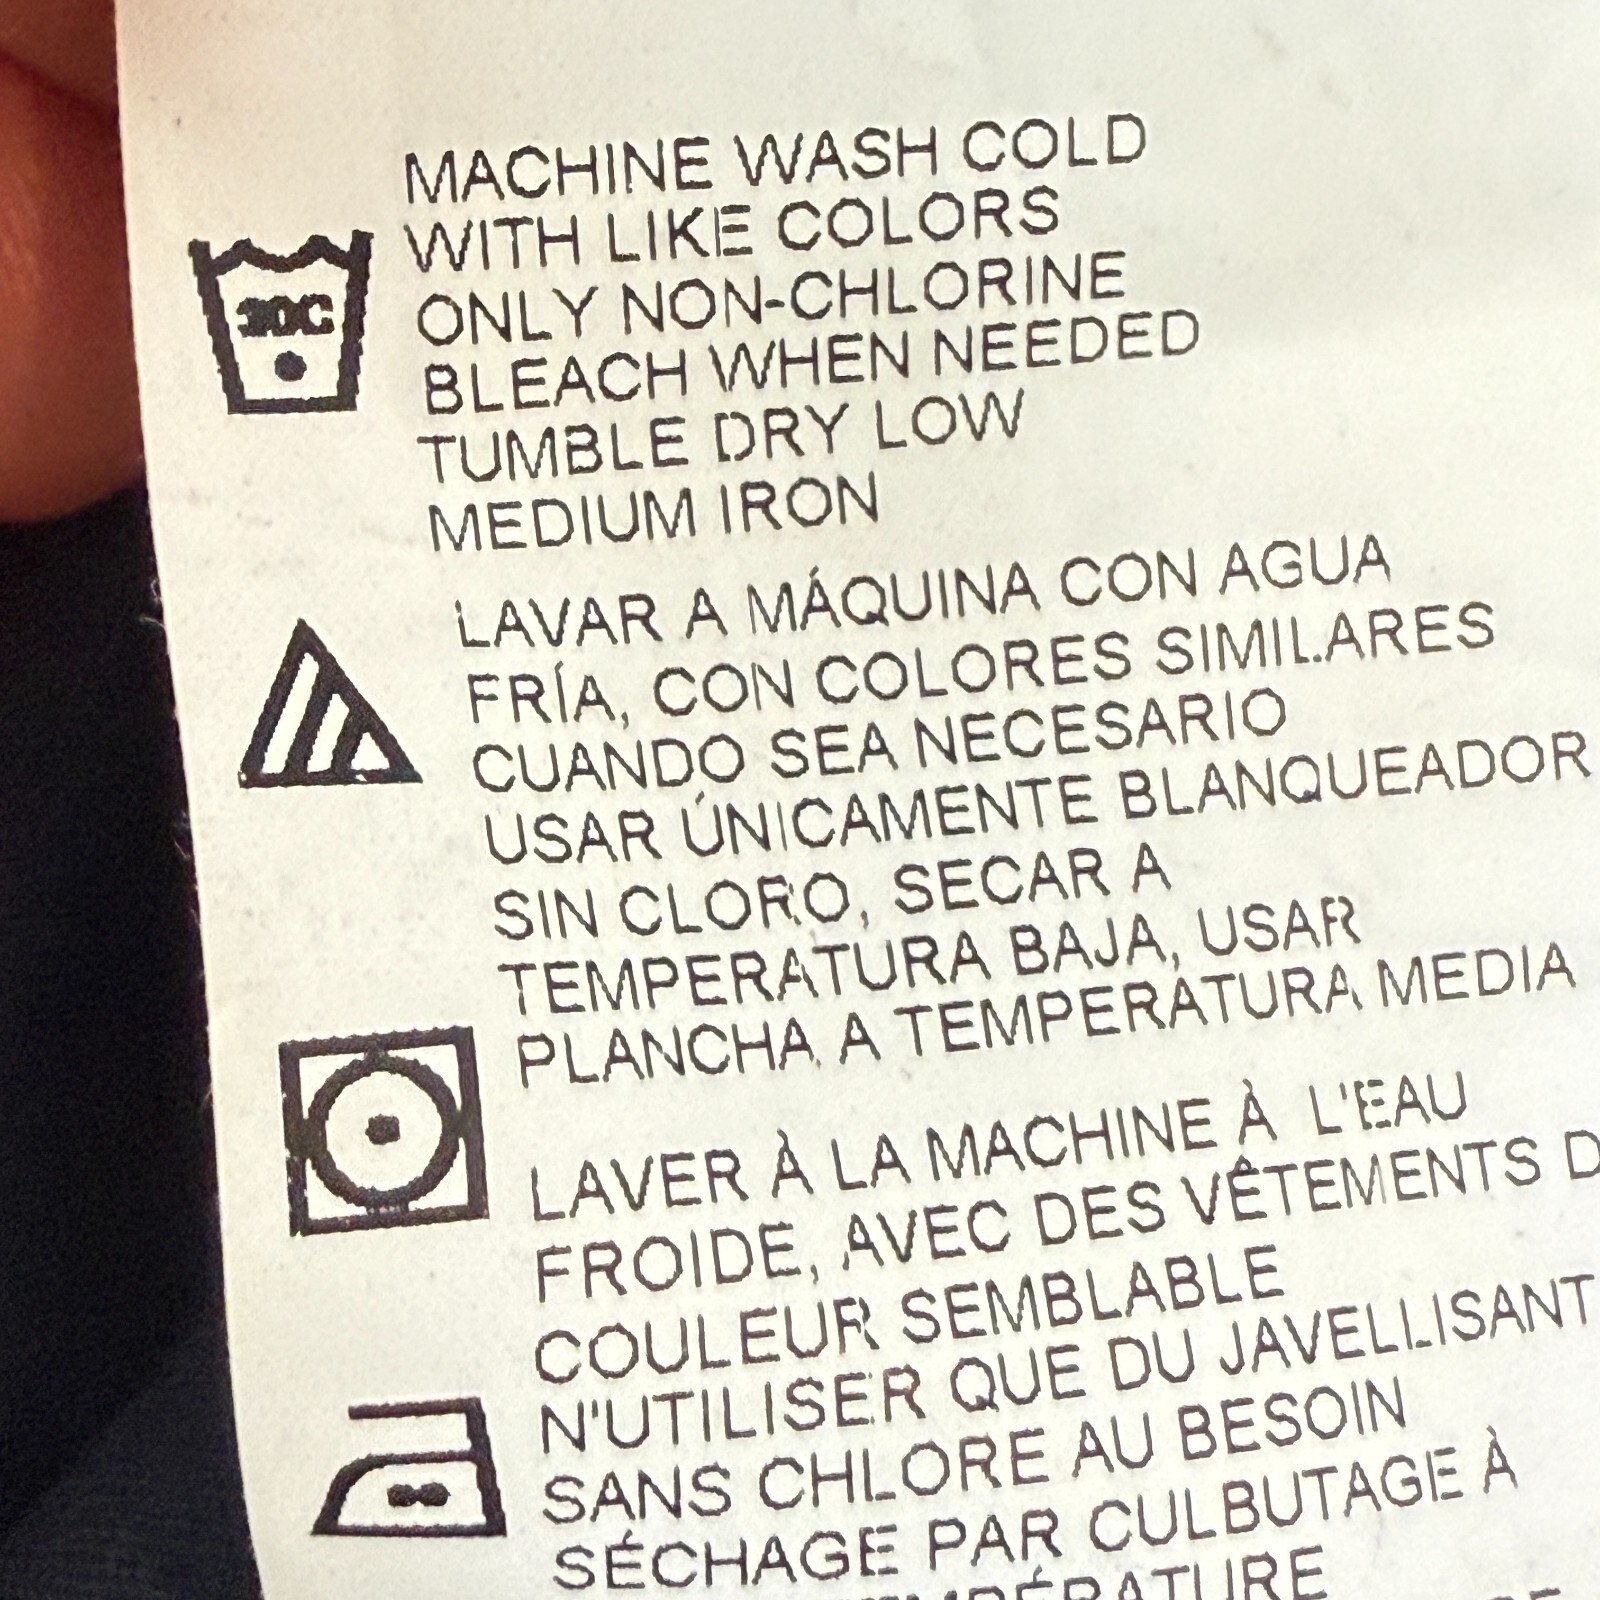 MACHINE WASH COLD
WITH LIKE COLORS
ONLY NON-CHLORINE
BLEACH WHEN NEEDED
TUMBLE DRY LOW
MEDIUM IRON
30C
LAVAR A MÁQUINA CON AGUA
FRÍA, CON COLORES SIMILARES
CUANDO SEA NECESARIO
USAR ÚNICAMENTE BLANQUEADOR
SIN CLORO, SECAR A
TEMPERATURA BAJA, USAR
PLANCHA A TEMPERATURA MEDIA
LAVER À LA MACHINE À L'EAU
FROIDE, AVEC DES VÊTEMENTS D
COULEUR SEMBLABLE
N'UTILISER QUE DU JAVELLISANT
SANS CHLORE AU BESOIN
SÉCHAGE PAR CULBUTAGE À